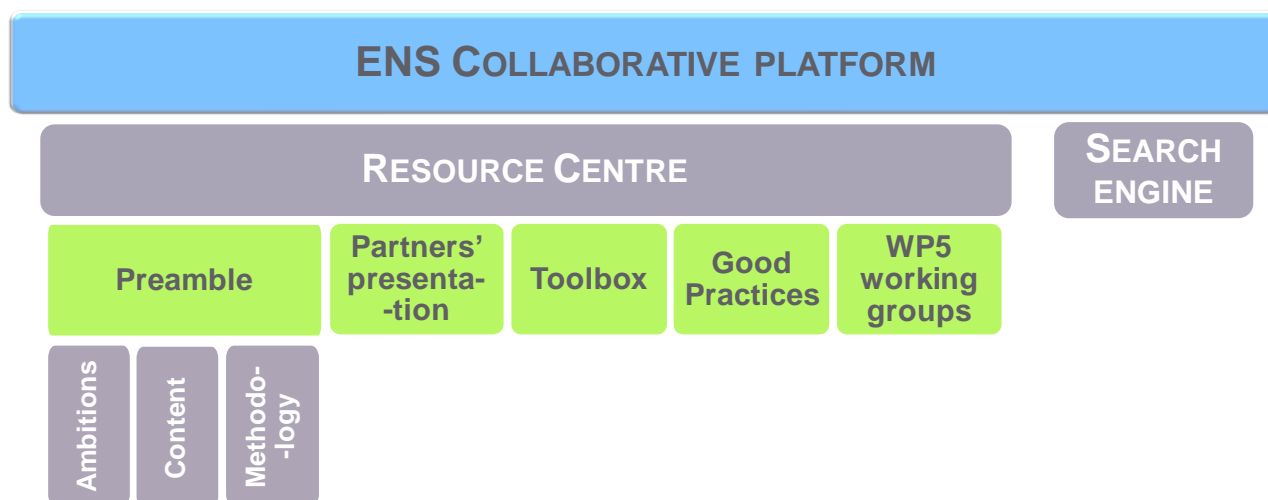 ENS COLLABORATIVE PLATFORM
RESOURCE CENTRE
SEARCH
ENGINE
Preamble
Partners’
presenta-
-tion
Toolbox
Good
Practices
WP5
working
groups
Ambitions
Content
Methodo-
-logy